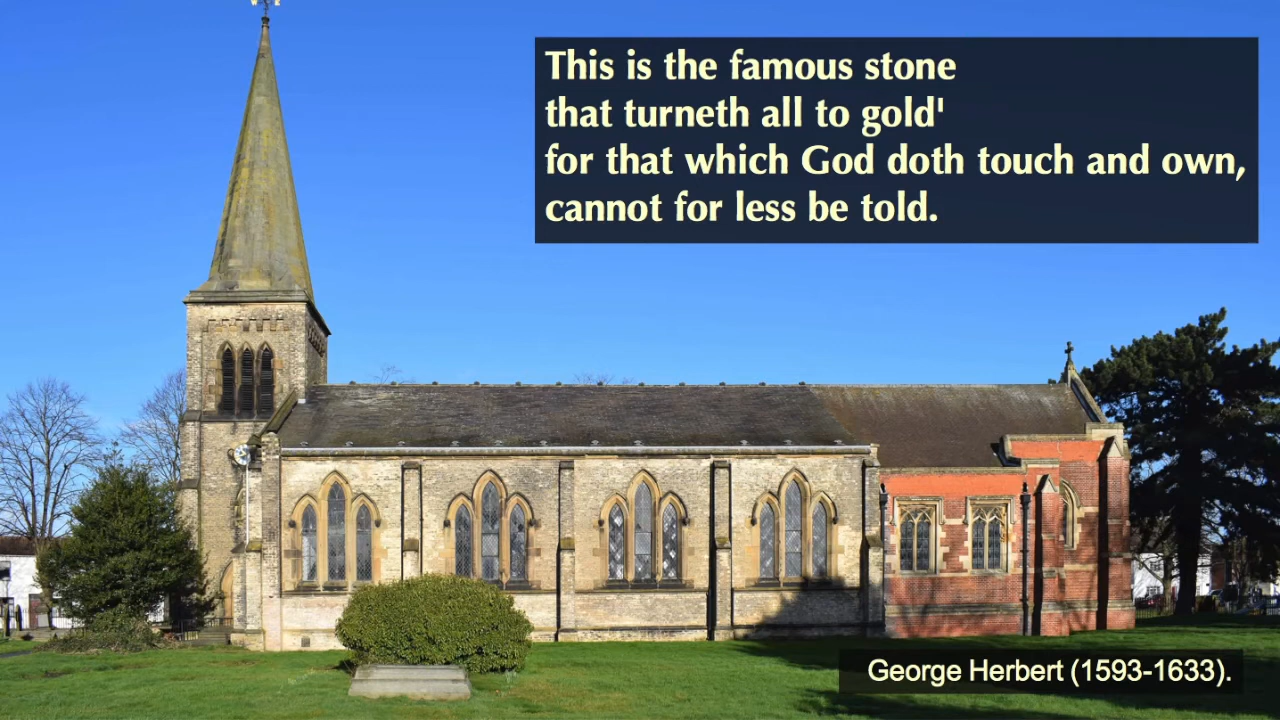 This is the famous stone
that turneth all to gold'
for that which God doth touch and own,
cannot for less be told.
George Herbert (1593-1633).